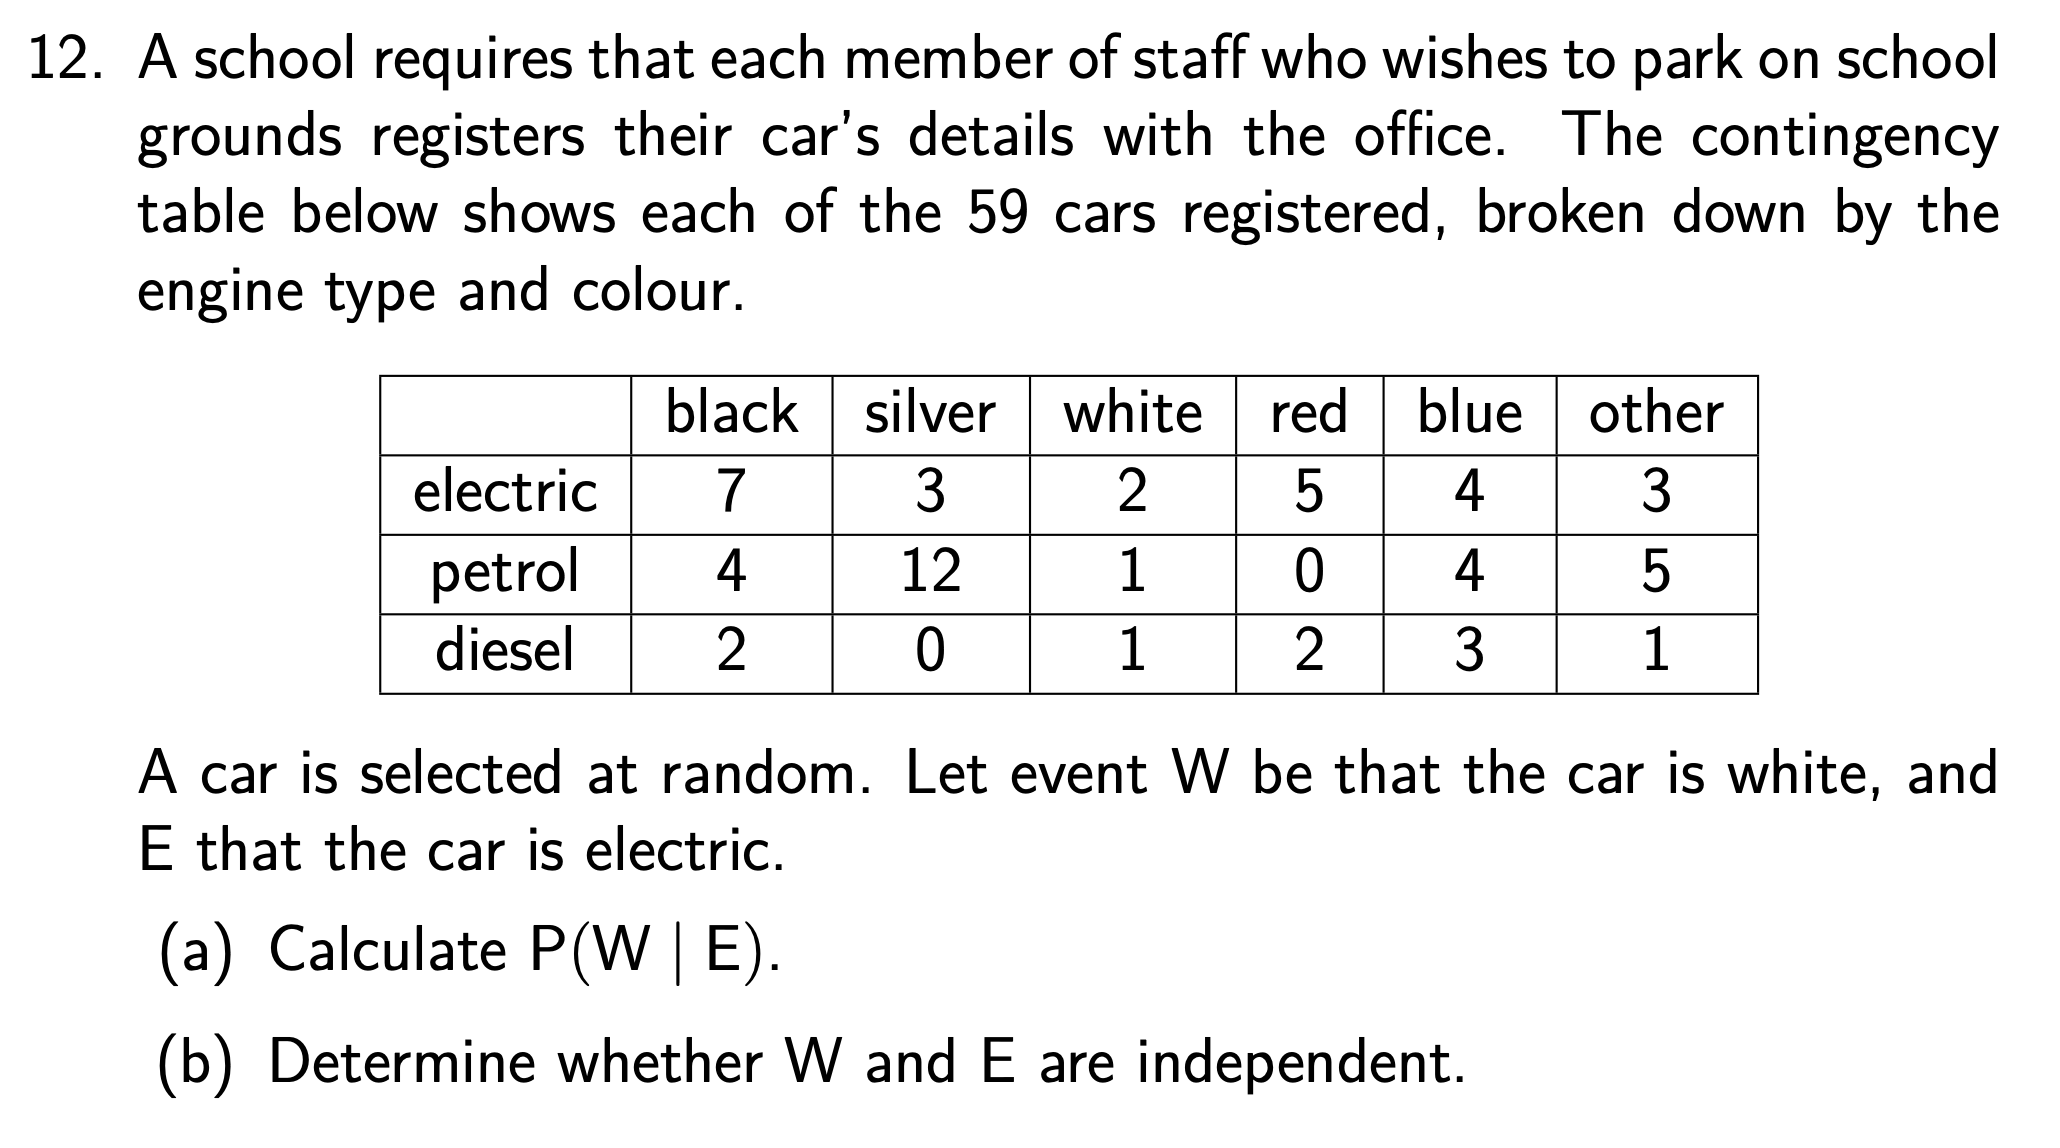 12. A school requires that each member of staff who wishes to park on school
grounds registers their car's details with the office. The contingency
table below shows each of the 59 cars registered, broken down by the
engine type and colour.
black silver white red blue other
electric 7 3 2 5 4 3
petrol 4 12 1 0 4 5
diesel 2 0 1 2 3 1
A car is selected at random. Let event W be that the car is white, and
E that the car is electric.
(a) Calculate P(W | E).
(b) Determine whether W and E are independent.